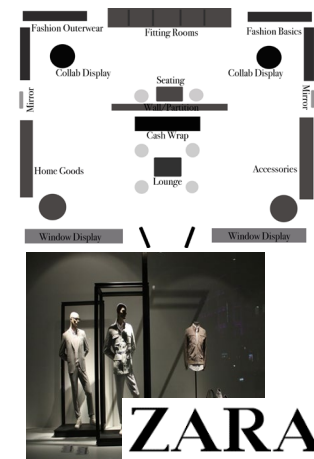 Fashion Outerwear
Fitting Rooms
Fashion Basics
Collab Display
Collab Display
Seating
Mirror
Mirror
Wall/Partition
Cash Wrap
Home Goods
Accessories
Lounge
Window Display
Window Display
ZARA